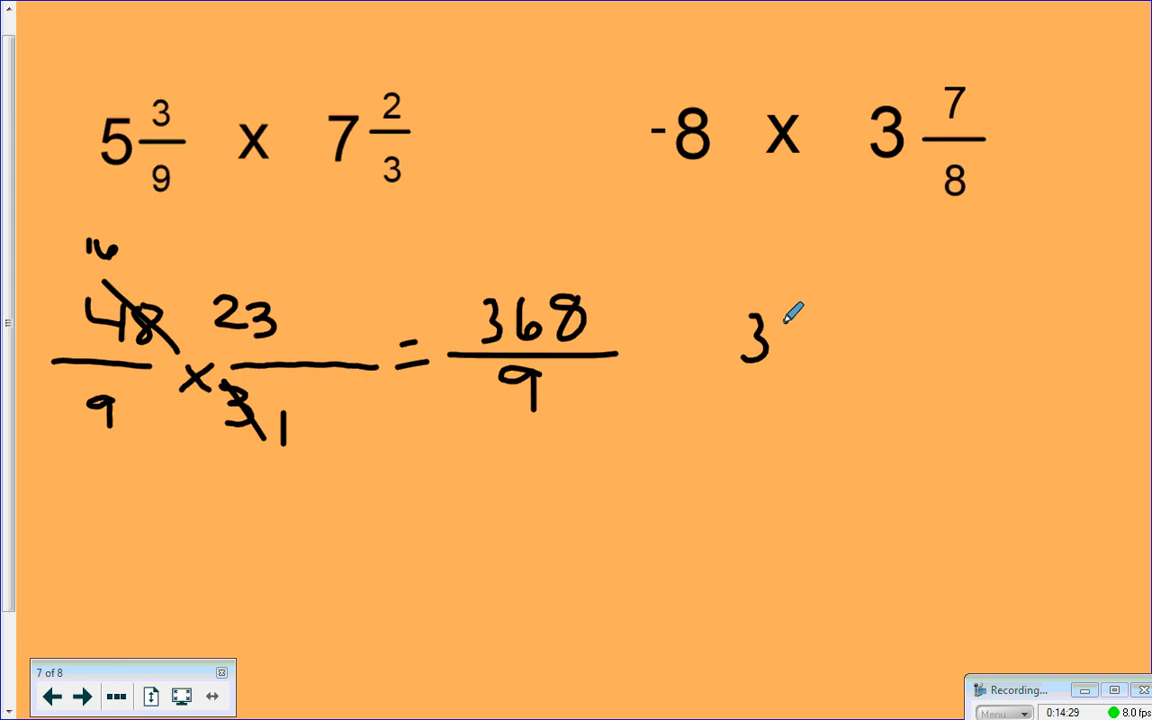 5 3/9 x 7 2/3
-8 x 3 7/8
16
48/9 x 23/3 1 = 368/9
3
7 of 8
Recording...
Menu
0:14:29 8.0 fps